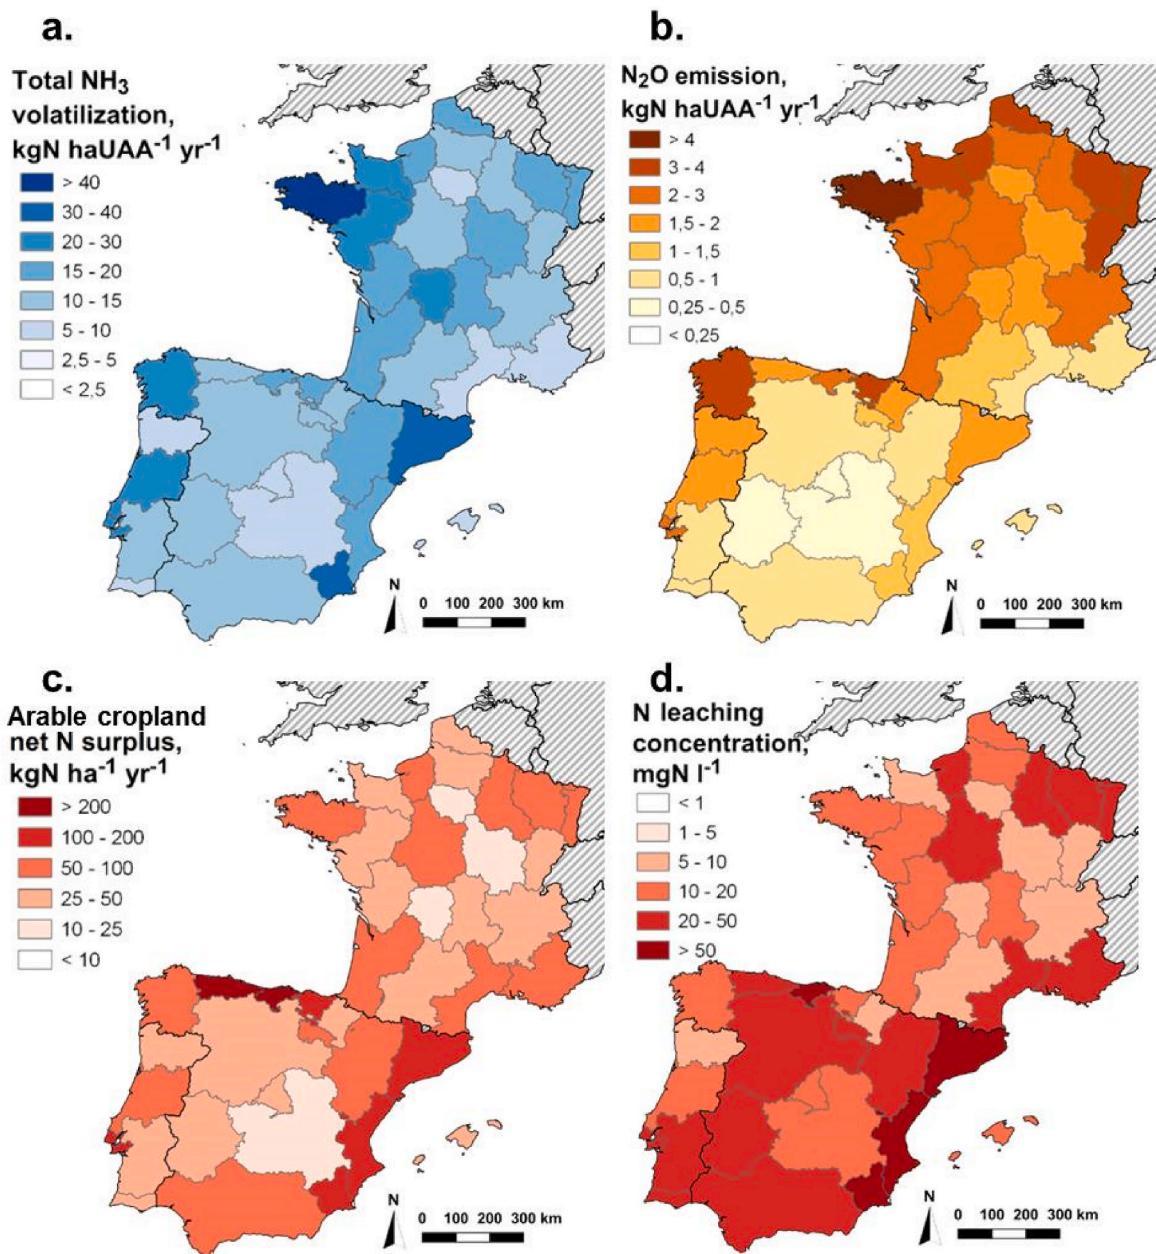 a.
Total NH₃
volatilization,
kgN haUAA⁻¹ yr⁻¹
> 40
30 - 40
20 - 30
15 - 20
10 - 15
5 - 10
2,5 - 5
< 2,5
N
0 100 200 300 km
b.
N₂O emission,
kgN haUAA⁻¹ yr⁻¹
> 4
3 - 4
2 - 3
1,5 - 2
1 - 1,5
0,5 - 1
0,25 - 0,5
< 0,25
N
0 100 200 300 km
c.
Arable cropland
net N surplus,
kgN ha⁻¹ yr⁻¹
> 200
100 - 200
50 - 100
25 - 50
10 - 25
< 10
N
0 100 200 300 km
d.
N leaching
concentration,
mgN l⁻¹
< 1
1 - 5
5 - 10
10 - 20
20 - 50
> 50
N
0 100 200 300 km